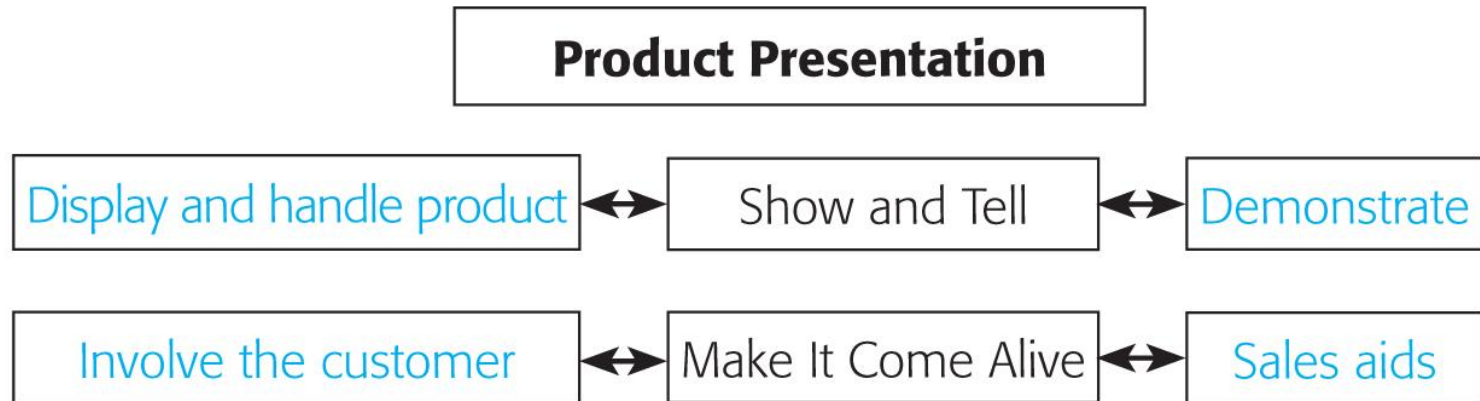 Product Presentation
Display and handle product
Show and Tell
Demonstrate
Involve the customer
Make It Come Alive
Sales aids